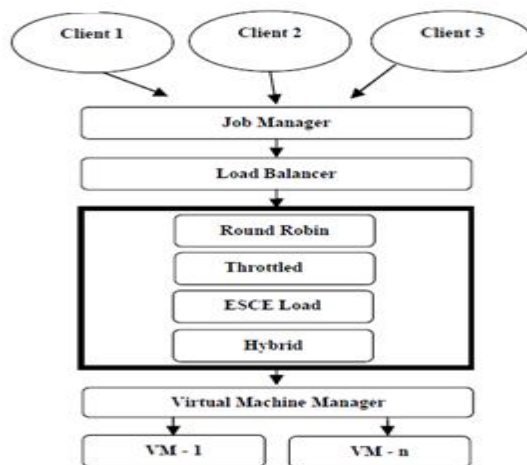 Client 1
Client 2
Client 3
Job Manager
Load Balancer
Round Robin
Throttled
ESCE Load
Hybrid
Virtual Machine Manager
VM - 1
VM - n